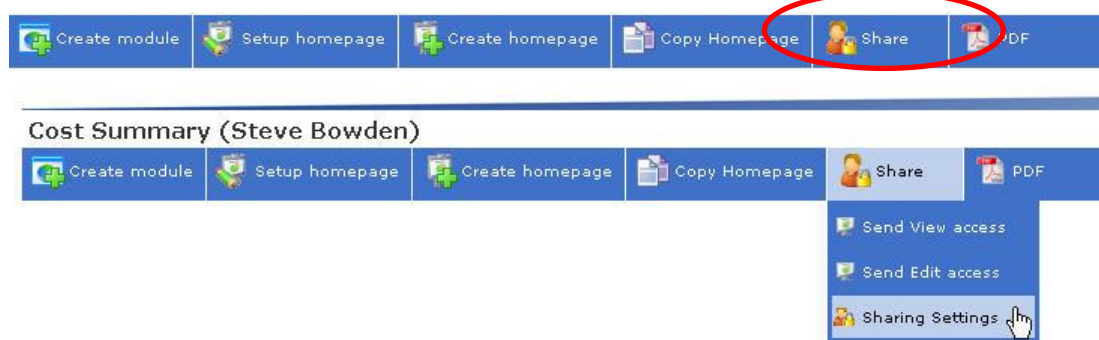 Create module Setup homepage Create homepage Copy Homepage Share PDF
Cost Summary (Steve Bowden)
Create module Setup homepage Create homepage Copy Homepage Share PDF
Send View access
Send Edit access
Sharing Settings